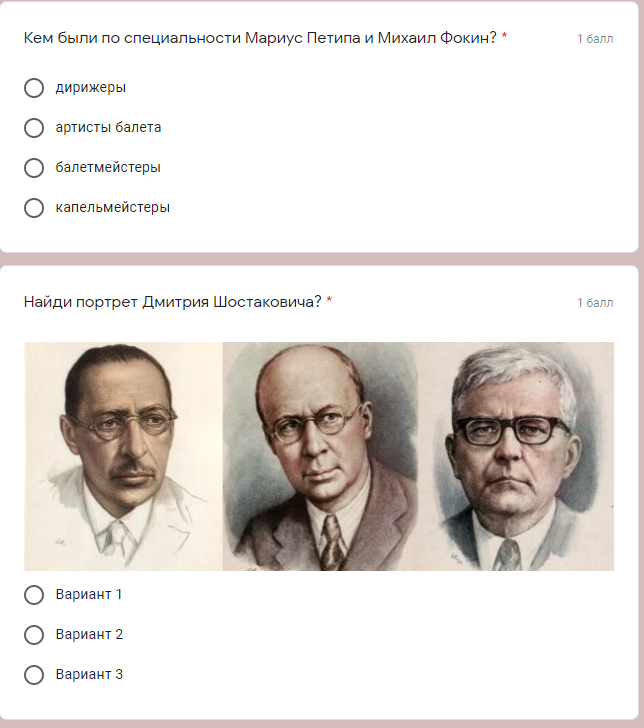 Кем были по специальности Мариус Петипа и Михаил Фокин? *
1 балл
дирижеры
артисты балета
балетмейстеры
капельмейстеры
Найди портрет Дмитрия Шостаковича? *
1 балл
Вариант 1
Вариант 2
Вариант 3